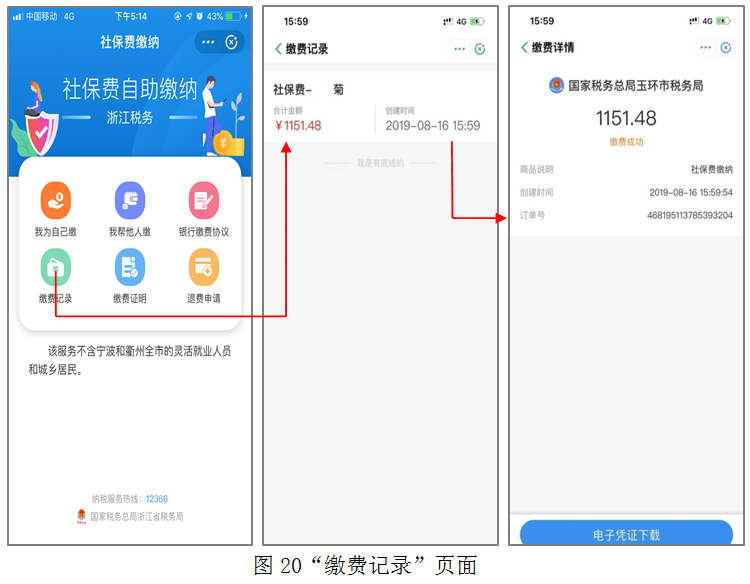 中国移动 4G 下午5:14 43%
社保费缴纳
社保费自助缴纳
浙江税务
我为自己缴
我帮他人缴
银行缴费协议
缴费记录
缴费证明
退费申请
该服务不含宁波和衢州全市的灵活就业人员
和城乡居民。
纳税服务热线：12366
国家税务总局浙江省税务局
15:59 4G
缴费记录
社保费- 菊
合计金额
¥1151.48
创建时间
2019-08-16 15:59
我是有底线的
15:59 4G
缴费详情
国家税务总局玉环市税务局
1151.48
缴费成功
商品说明 社保费缴纳
创建时间 2019-08-16 15:59:54
订单号 468195113785393204
电子凭证下载
图 20“缴费记录”页面